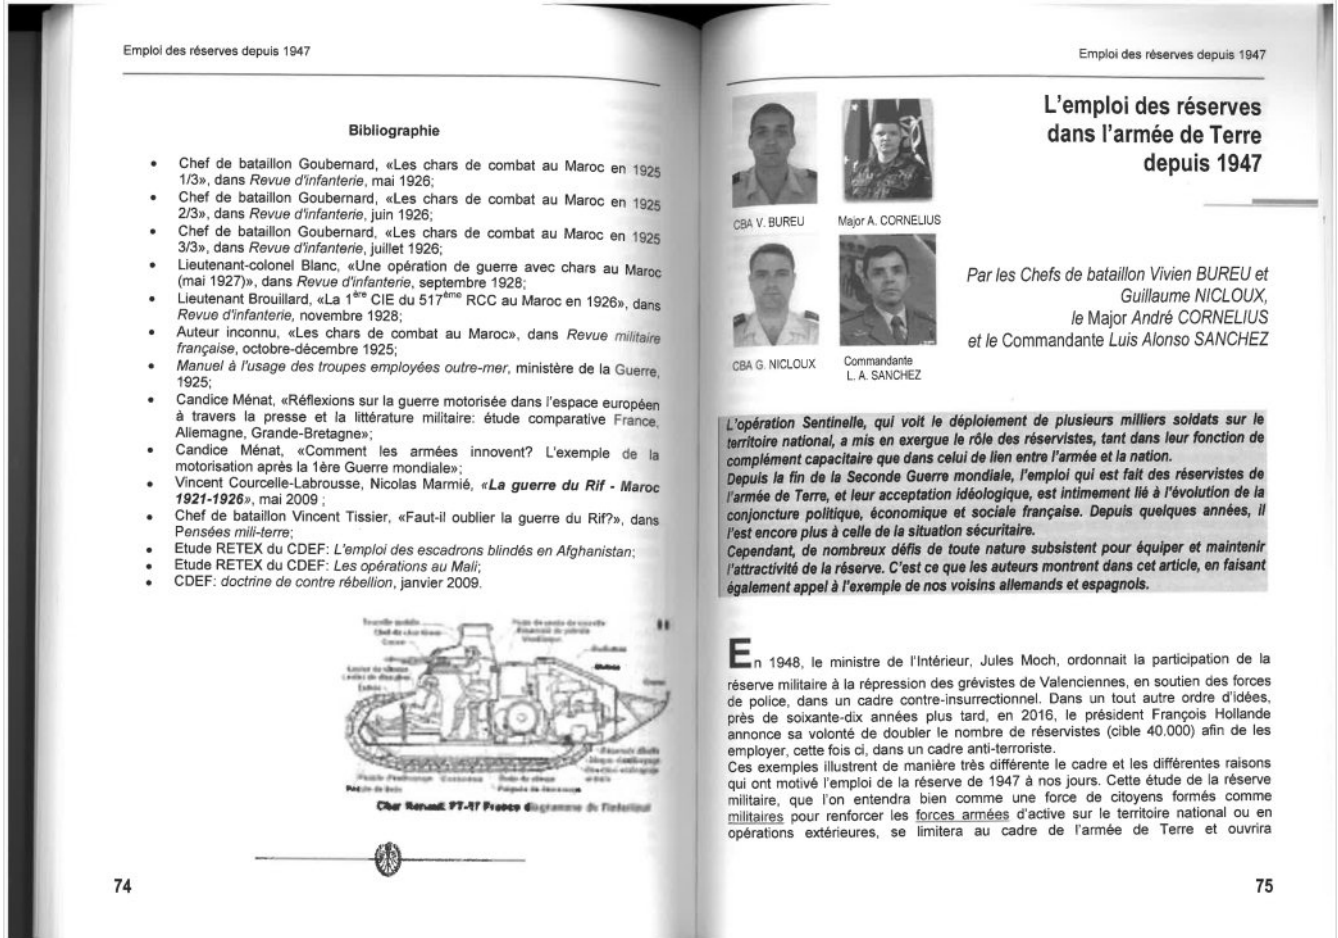 Emploi des réserves depuis 1947
Bibliographie
• Chef de bataillon Goubernard, «Les chars de combat au Maroc en 1925
1/3», dans Revue d'infanterie, mai 1926;
• Chef de bataillon Goubernard, «Les chars de combat au Maroc en 1925
2/3», dans Revue d'infanterie, juin 1926;
• Chef de bataillon Goubernard, «Les chars de combat au Maroc en 1925
3/3», dans Revue d'infanterie, juillet 1926;
• Lieutenant-colonel Blanc, «Une opération de guerre avec chars au Maroc
(mai 1927)», dans Revue d'infanterie, septembre 1928;
• Lieutenant Brouillard, «La 1ère CIE du 517ème RCC au Maroc en 1926», dans
Revue d'infanterie, novembre 1928;
• Auteur inconnu, «Les chars de combat au Maroc», dans Revue militaire
française, octobre-décembre 1925;
• Manuel à l'usage des troupes employées outre-mer, ministère de la Guerre,
1925;
• Candice Ménat, «Réflexions sur la guerre motorisée dans l'espace européen
à travers la presse et la littérature militaire: étude comparative France,
Allemagne, Grande-Bretagne»;
• Candice Ménat, «Comment les armées innovent? L'exemple de la
motorisation après la 1ère Guerre mondiale»;
• Vincent Courcelle-Labrousse, Nicolas Marmié, «La guerre du Rif - Maroc
1921-1926», mai 2009 ;
• Chef de bataillon Vincent Tissier, «Faut-il oublier la guerre du Rif?», dans
Pensées mili-terre;
• Etude RETEX du CDEF: L'emploi des escadrons blindés en Afghanistan;
• Etude RETEX du CDEF: Les opérations au Mali;
• CDEF: doctrine de contre rébellion, janvier 2009.
Char Renault FT-17 France diagramme de l'intérieur
74
Emploi des réserves depuis 1947
L'emploi des réserves
dans l'armée de Terre
depuis 1947
CBA V. BUREU
Major A. CORNELIUS
CBA G. NICLOUX
Commandante
L. A. SANCHEZ
Par les Chefs de bataillon Vivien BUREU et
Guillaume NICLOUX,
le Major André CORNELIUS
et le Commandante Luis Alonso SANCHEZ
L'opération Sentinelle, qui voit le déploiement de plusieurs milliers soldats sur le
territoire national, a mis en exergue le rôle des réservistes, tant dans leur fonction de
complément capacitaire que dans celui de lien entre l'armée et la nation.
Depuis la fin de la Seconde Guerre mondiale, l'emploi qui est fait des réservistes de
l'armée de Terre, et leur acceptation idéologique, est intimement lié à l'évolution de la
conjoncture politique, économique et sociale française. Depuis quelques années, il
l'est encore plus à celle de la situation sécuritaire.
Cependant, de nombreux défis de toute nature subsistent pour équiper et maintenir
l'attractivité de la réserve. C'est ce que les auteurs montrent dans cet article, en faisant
également appel à l'exemple de nos voisins allemands et espagnols.
En 1948, le ministre de l'Intérieur, Jules Moch, ordonnait la participation de la
réserve militaire à la répression des grévistes de Valenciennes, en soutien des forces
de police, dans un cadre contre-insurrectionnel. Dans un tout autre ordre d'idées,
près de soixante-dix années plus tard, en 2016, le président François Hollande
annonce sa volonté de doubler le nombre de réservistes (cible 40.000) afin de les
employer, cette fois ci, dans un cadre anti-terroriste.
Ces exemples illustrent de manière très différente le cadre et les différentes raisons
qui ont motivé l'emploi de la réserve de 1947 à nos jours. Cette étude de la réserve
militaire, que l'on entendra bien comme une force de citoyens formés comme
militaires pour renforcer les forces armées d'active sur le territoire national ou en
opérations extérieures, se limitera au cadre de l'armée de Terre et ouvrira
75